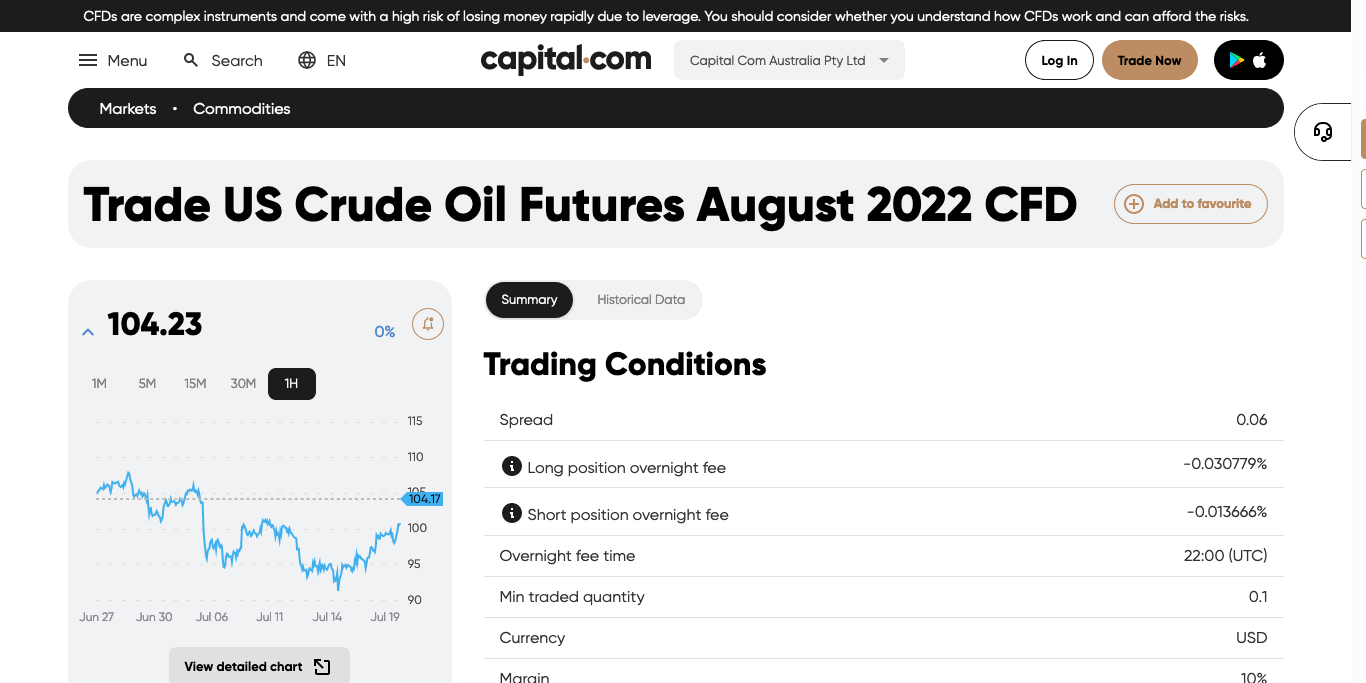 CFDs are complex instruments and come with a high risk of losing money rapidly due to leverage. You should consider whether you understand how CFDs work and can afford the risks.
Menu Search EN capital.com Capital Com Australia Pty Ltd Log In Trade Now
Markets • Commodities
Trade US Crude Oil Futures August 2022 CFD
Add to favourite
104.23
0%
1M 5M 15M 30M 1H
115
110
105
104.17
100
95
90
Jun 27 Jun 30 Jul 06 Jul 11 Jul 14 Jul 19
View detailed chart
Summary Historical Data
Trading Conditions
Spread 0.06
Long position overnight fee -0.030779%
Short position overnight fee -0.013666%
Overnight fee time 22:00 (UTC)
Min traded quantity 0.1
Currency USD
Margin 10%